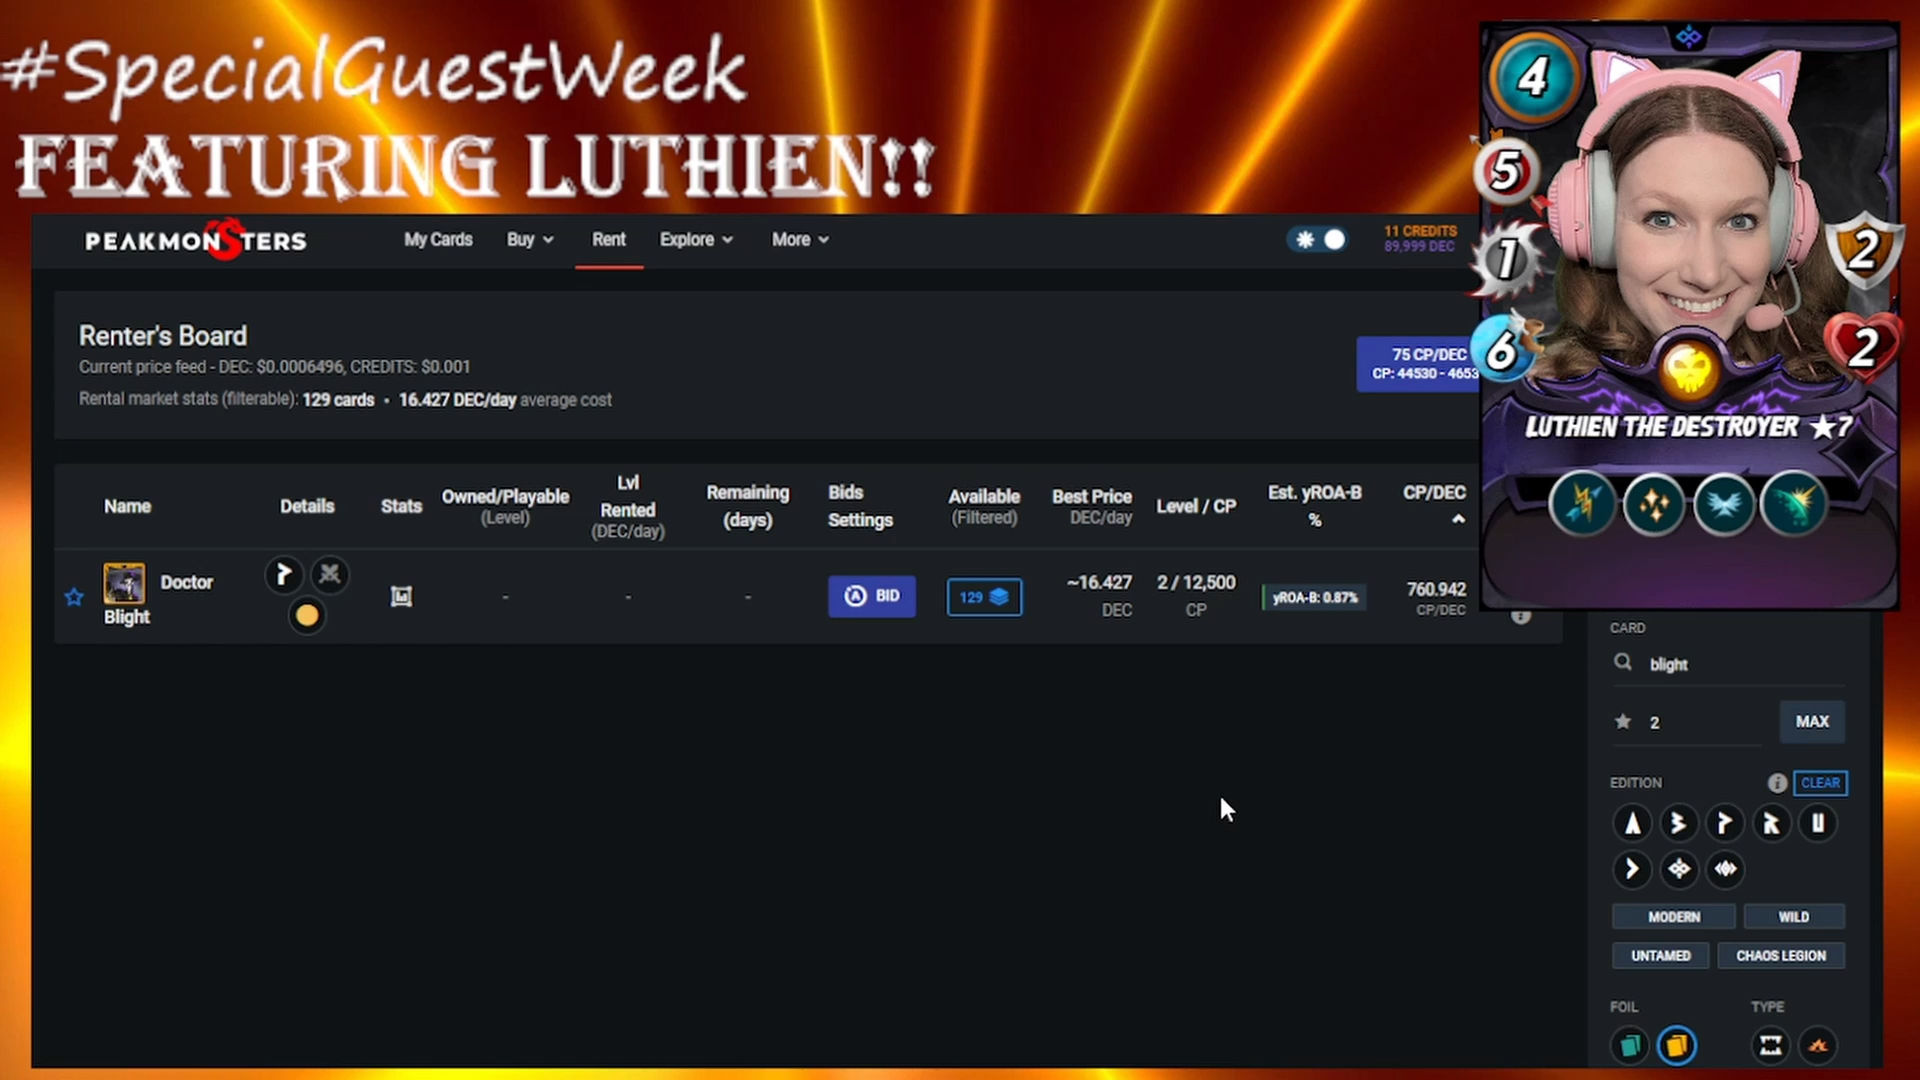 #SpecialGuestWeek
FEATURING LUTHIEN!!
PEAKMONSTERS
My Cards
Buy
Rent
Explore
More
11 CREDITS
89,999 DEC
Renter's Board
Current price feed - DEC: $0.0006496, CREDITS: $0.001
Rental market stats (filterable): 129 cards • 16.427 DEC/day average cost
75 CP/DEC
CP: 44530 - 4653
4
5
1
6
2
2
LUTHIEN THE DESTROYER ★7
Name
Details
Stats
Owned/Playable
(Level)
Lvl
Rented
(DEC/day)
Remaining
(days)
Bids
Settings
Available
(Filtered)
Best Price
DEC/day
Level / CP
Est. yROA-B
%
CP/DEC
Doctor
Blight
-
-
-
BID
129
~16.427
DEC
2 / 12,500
CP
yROA-B: 0.87%
760.942
CP/DEC
CARD
blight
2
MAX
EDITION
CLEAR
MODERN
WILD
UNTAMED
CHAOS LEGION
FOIL
TYPE